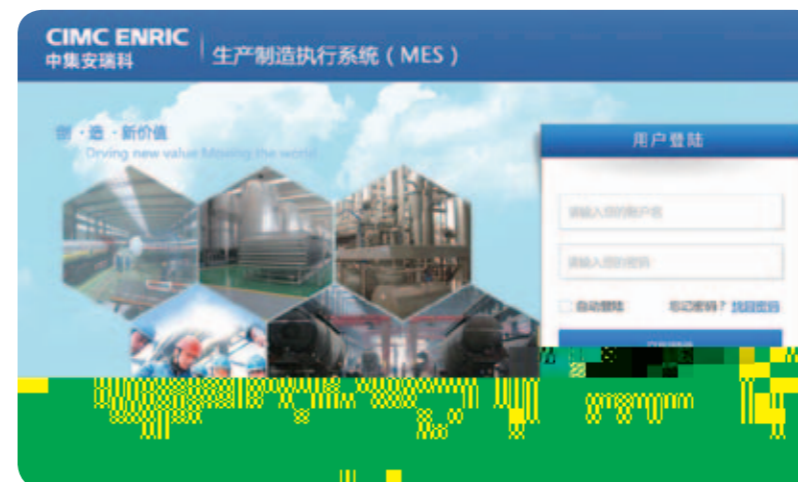 CIMC ENRIC
中集安瑞科
生产制造执行系统（MES）
创·造·新价值
Drving new value Moving the world
用户登陆
请输入您的账户名
请输入您的密码
自动登陆 忘记密码？找回密码